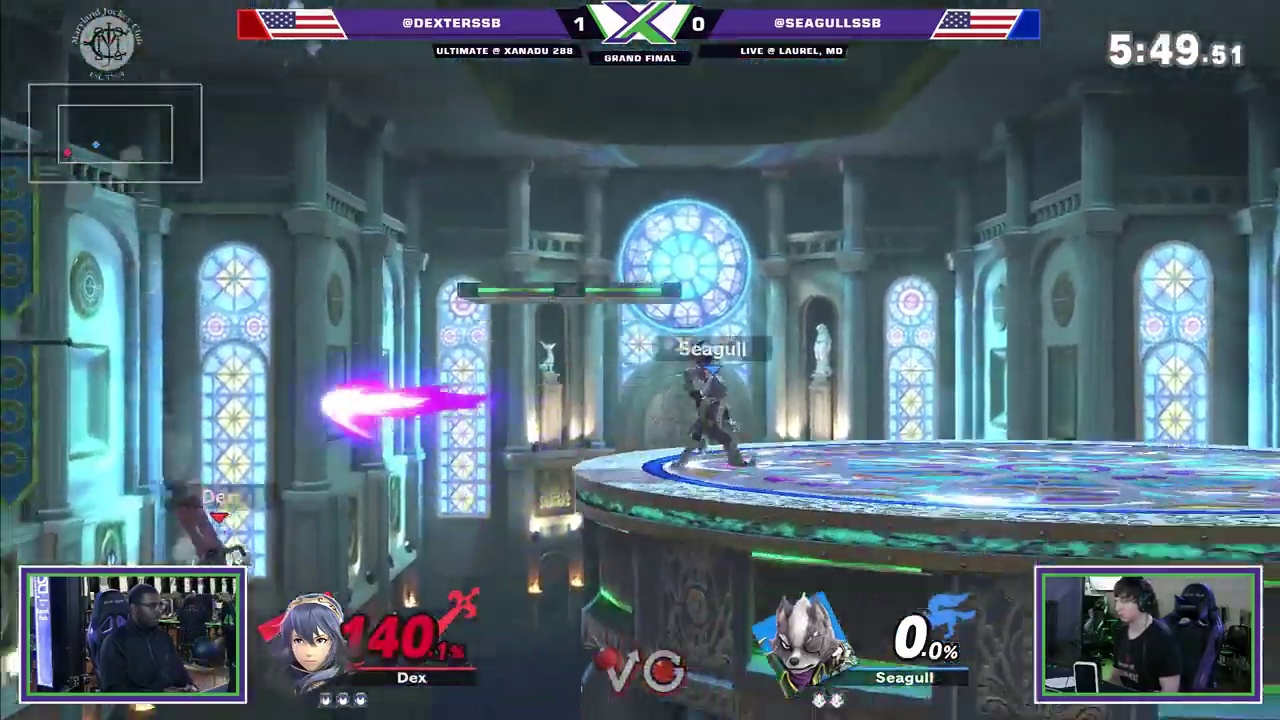 @DEXTERSSB 1 0 @SEAGULLSSB
ULTIMATE @ XANADU 288 GRAND FINAL LIVE @ LAUREL, MD
5:49.51
Seagull
Dex
140.1%
Dex
0.0%
Seagull